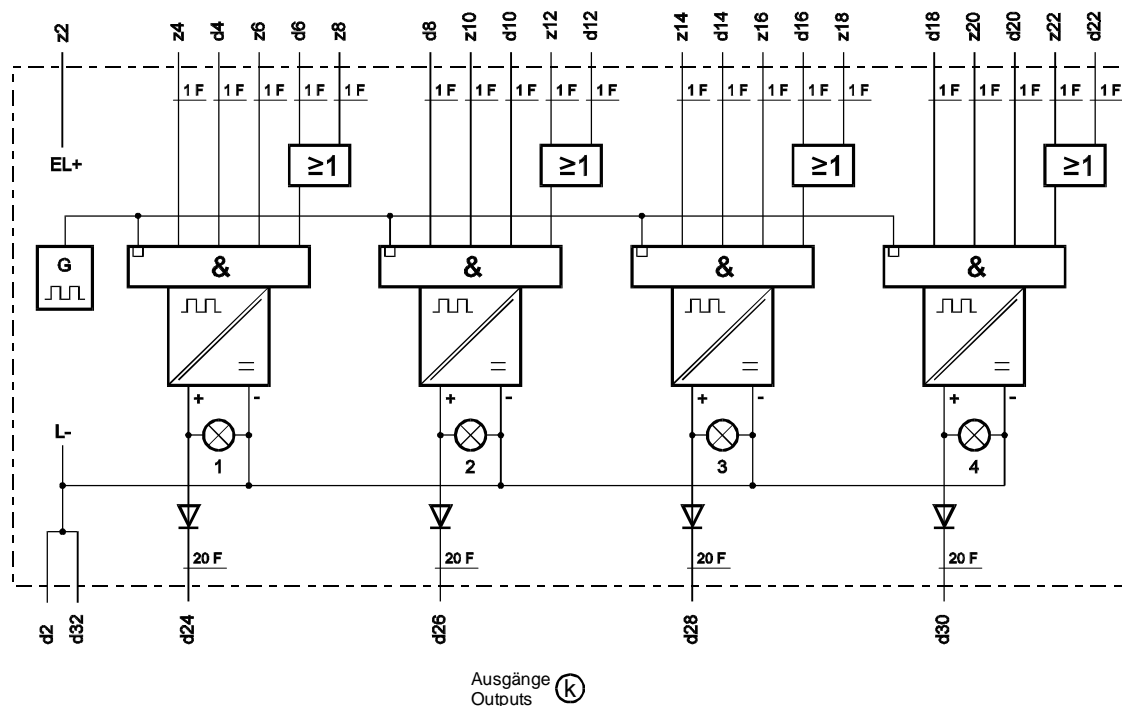 z2 z4 d4 z6 d6 z8 d8 z10 d10 z12 d12 z14 d14 z16 d16 z18 d18 z20 d20 z22 d22
1 F 1 F 1 F 1 F 1 F 1 F 1 F 1 F 1 F 1 F 1 F 1 F 1 F 1 F 1 F 1 F 1 F 1 F 1 F 1 F
EL+ ≥1 ≥1 ≥1 ≥1
G & & & &
+ - + - + - + -
L-
1 2 3 4
20 F 20 F 20 F 20 F
d2 d32 d24 d26 d28 d30
Ausgänge k
Outputs